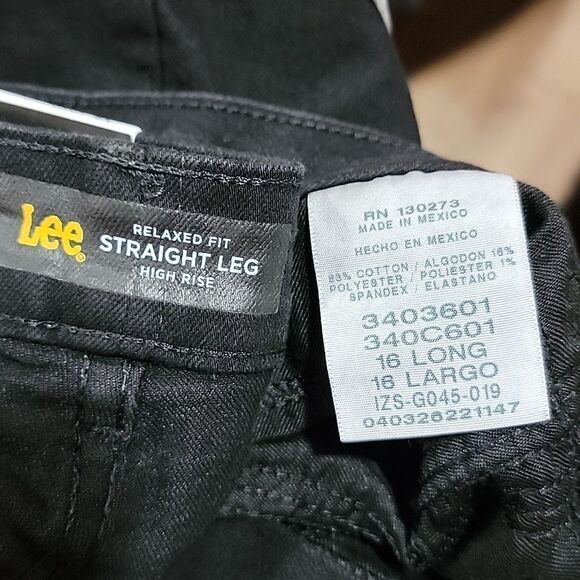 Lee®
RELAXED FIT
STRAIGHT LEG
HIGH RISE
RN 130273
MADE IN MEXICO
HECHO EN MEXICO
83% COTTON / ALGODON 16%
POLYESTER / POLIESTER 1%
SPANDEX / ELASTANO
3403601
340C601
16 LONG
16 LARGO
IZS-G045-019
040326221147